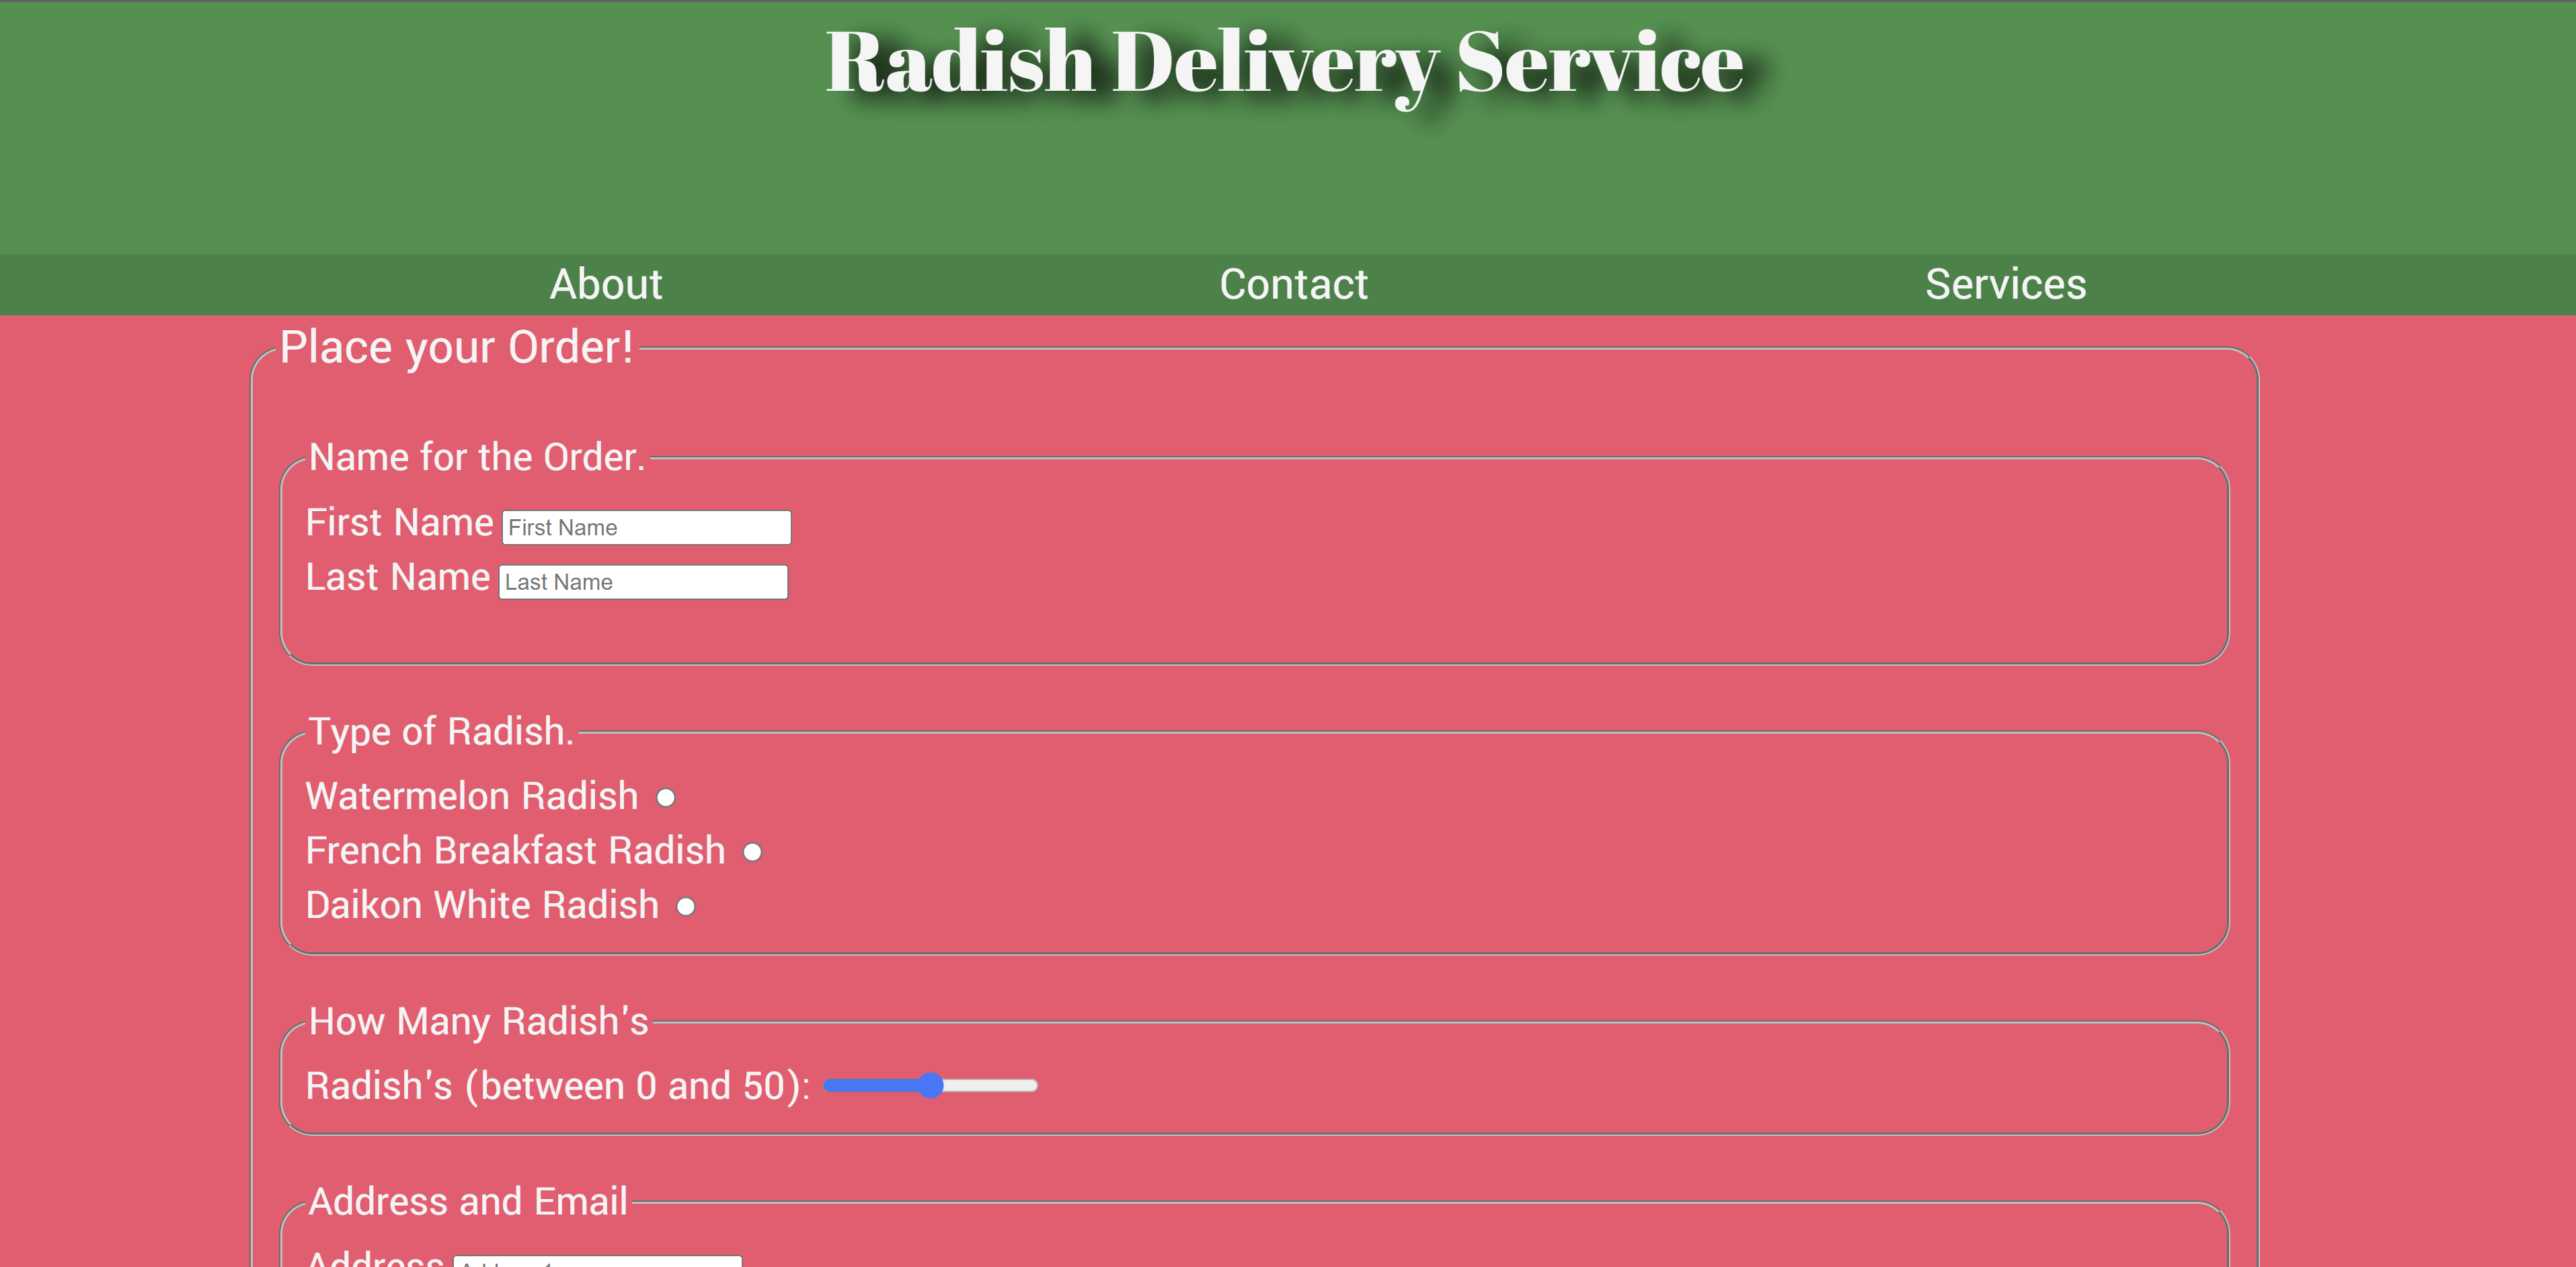 Radish Delivery Service
About Contact Services
Place your Order!
Name for the Order.
First Name First Name
Last Name Last Name
Type of Radish.
Watermelon Radish
French Breakfast Radish
Daikon White Radish
How Many Radish's
Radish's (between 0 and 50):
Address and Email
Address